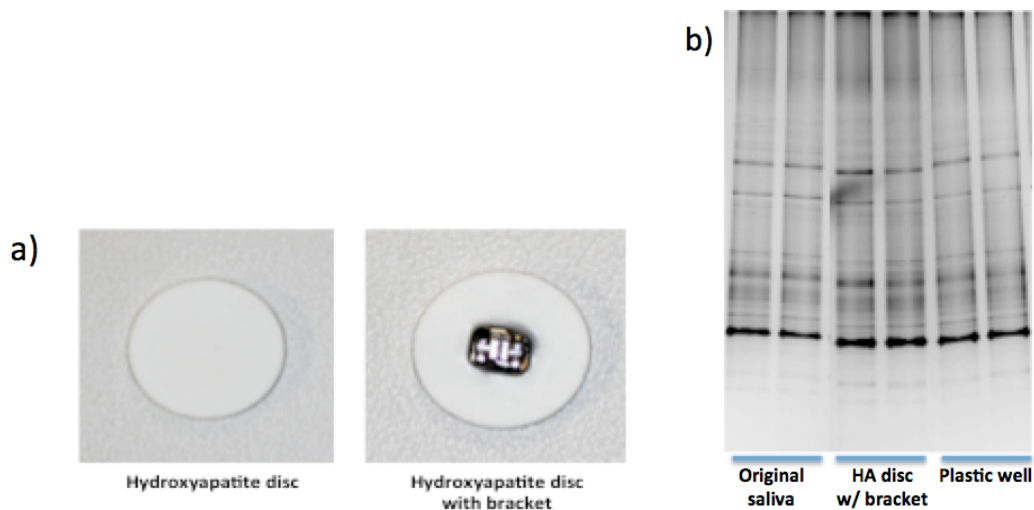 a)
Hydroxyapatite disc
Hydroxyapatite disc
with bracket
b)
Original
saliva
HA disc
w/ bracket
Plastic well